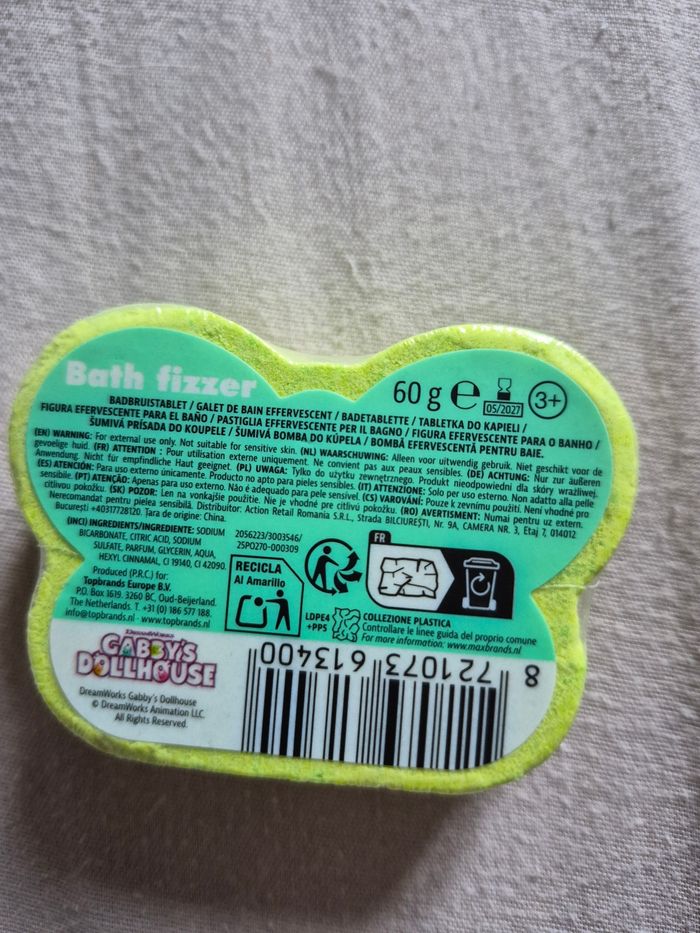 Bath fizzer
60 g ℮ 05/2027 3+
BADBRUISTABLET / GALET DE BAIN EFFERVESCENT / BADETABLETTE / TABLETKA DO KĄPIELI /
FIGURA EFERVESCENTE PARA EL BAÑO / PASTIGLIA EFFERVESCENTE PER IL BAGNO / FIGURA EFERVESCENTE PARA O BANHO /
ŠUMIVÁ PRÍSADA DO KOUPELE / ŠUMIVÁ BOMBA DO KÚPEĽA / BOMBĂ EFERVESCENTĂ PENTRU BAIE.
(EN) WARNING: For external use only. Not suitable for sensitive skin. (NL) WAARSCHUWING: Alleen voor uitwendig gebruik. Niet geschikt voor de
gevoelige huid. (FR) ATTENTION : Pour utilisation externe uniquement. Ne convient pas aux peaux sensibles. (DE) ACHTUNG: Nur zur äußeren
Anwendung. Nicht für empfindliche Haut geeignet. (PL) UWAGA: Tylko do użytku zewnętrznego. Produkt nieodpowiedni dla skóry wrażliwej.
(ES) ATENCIÓN: Para uso externo únicamente. Producto no apto para pieles sensibles. (IT) ATTENZIONE: Solo per uso esterno. Non adatto alla pelle
sensibile. (PT) ATENÇÃO: Apenas para uso externo. Não é adequado para pele sensível. (CS) VAROVÁNÍ: Pouze k zevnímu použití. Není vhodné pro
citlivou pokožku. (SK) POZOR: Len na vonkajšie použitie. Nie je vhodné pre citlivú pokožku. (RO) AVERTISMENT: Numai pentru uz extern.
Nerecomandat pentru pielea sensibilă. Distribuitor: Action Retail Romania S.R.L., Strada BILCIUREȘTI, Nr. 9A, CAMERA NR. 3, Etaj 7, 014012
București +40317728120. Țara de origine: China.
(INCI) INGREDIENTS/INGREDIENTE: SODIUM
BICARBONATE, CITRIC ACID, SODIUM
SULFATE, PARFUM, GLYCERIN, AQUA,
HEXYL CINNAMAL, CI 19140, CI 42090.
Produced (P.R.C.) for:
Topbrands Europe B.V.
P.O. Box 1619. 3260 BC, Oud-Beijerland.
The Netherlands. T. +31 (0) 186 577 188.
info@topbrands.nl - www.topbrands.nl
2056223/3003546/
25PO270-000309
RECICLA
Al Amarillo
FR
LDPE4
+PP5
COLLEZIONE PLASTICA
Controllare le linee guida del proprio comune
For more information: www.maxbrands.nl
DreamWorks
GABBY'S
DOLLHOUSE
DreamWorks Gabby's Dollhouse
© DreamWorks Animation LLC.
All Rights Reserved.
8 721073 613400